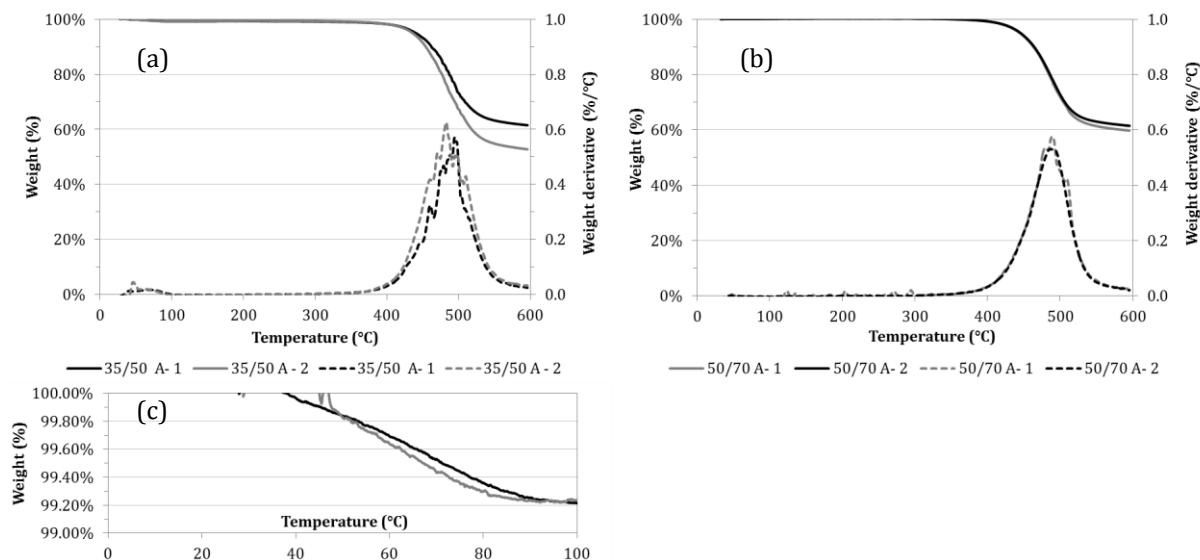 (a)
Weight (%)
100%
80%
60%
40%
20%
0%
1.0
0.8
0.6
0.4
0.2
0.0
Weight derivative (%/°C)
0 100 200 300 400 500 600
Temperature (°C)
35/50 A- 1 35/50 A - 2 35/50 A- 1 35/50 A - 2
(b)
Weight (%)
100%
80%
60%
40%
20%
0%
1.0
0.8
0.6
0.4
0.2
0.0
Weight derivative (%/°C)
0 100 200 300 400 500 600
Temperature (°C)
50/70 A- 1 50/70 A- 2 50/70 A- 1 50/70 A- 2
(c)
Weight (%)
100.00%
99.80%
99.60%
99.40%
99.20%
99.00%
Temperature (°C)
0 20 40 60 80 100